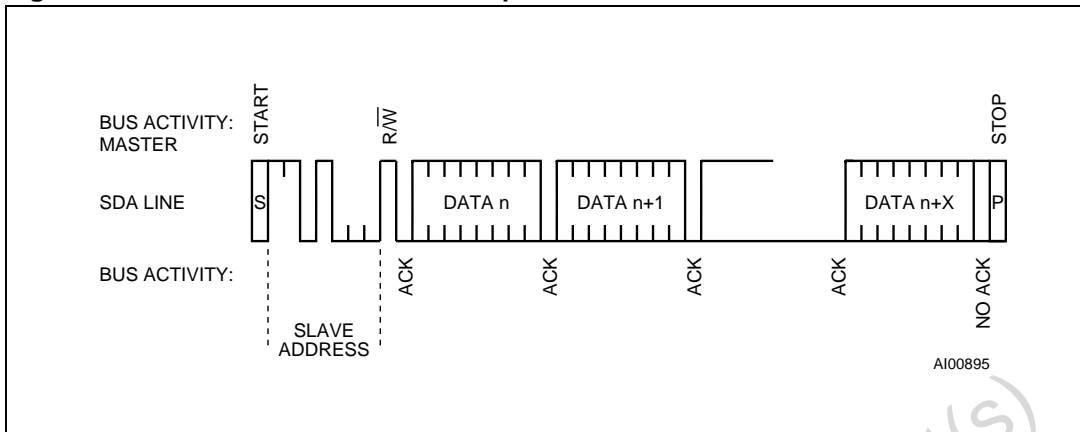 BUS ACTIVITY:
MASTER
START
R/W
STOP
SDA LINE
S
DATA n
DATA n+1
DATA n+X
P
BUS ACTIVITY:
ACK
ACK
ACK
ACK
NO ACK
SLAVE
ADDRESS
AI00895